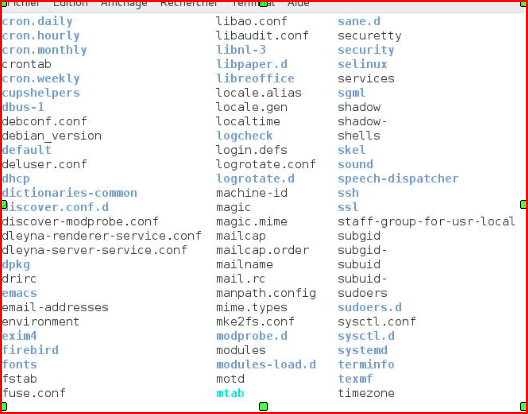 Fichier Édition Affichage Rechercher Terminal Aide
cron.daily libao.conf sane.d
cron.hourly libaudit.conf securetty
cron.monthly libnl-3 security
crontab libpaper.d selinux
cron.weekly libreoffice services
cupshelpers locale.alias sgml
dbus-1 locale.gen shadow
debconf.conf localtime shadow-
debian_version logcheck shells
default login.defs skel
deluser.conf logrotate.conf sound
dhcp logrotate.d speech-dispatcher
dictionaries-common machine-id ssh
discover.conf.d magic ssl
discover-modprobe.conf magic.mime staff-group-for-usr-local
dleyna-renderer-service.conf mailcap subgid
dleyna-server-service.conf mailcap.order subgid-
dpkg mailname subuid
drirc mail.rc subuid-
emacs manpath.config sudoers
email-addresses mime.types sudoers.d
environment mke2fs.conf sysctl.conf
exim4 modprobe.d sysctl.d
firebird modules systemd
fonts modules-load.d terminfo
fstab motd texmf
fuse.conf mtab timezone